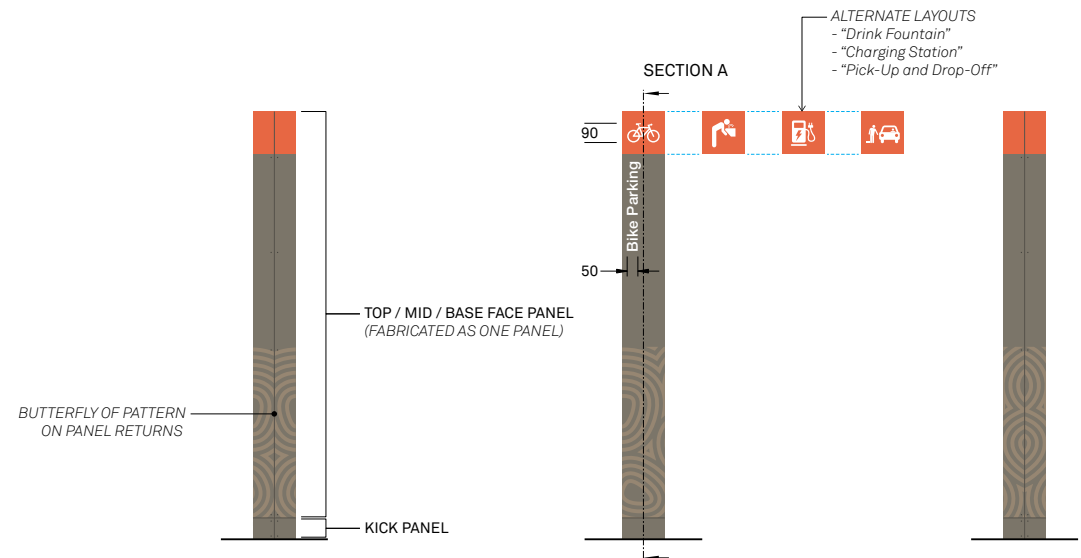 ALTERNATE LAYOUTS
- “Drink Fountain”
- “Charging Station”
- “Pick-Up and Drop-Off”
SECTION A
90
Bike Parking
50
TOP / MID / BASE FACE PANEL
(FABRICATED AS ONE PANEL)
BUTTERFLY OF PATTERN
ON PANEL RETURNS
KICK PANEL